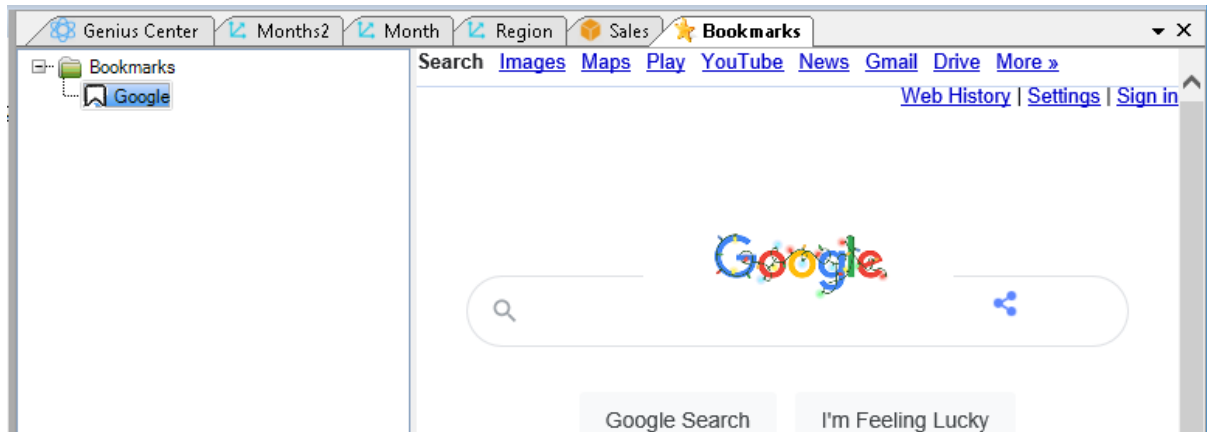 Genius Center Months2 Month Region Sales Bookmarks
Bookmarks
Google
Search Images Maps Play YouTube News Gmail Drive More »
Web History | Settings | Sign in
Google
Google Search I'm Feeling Lucky